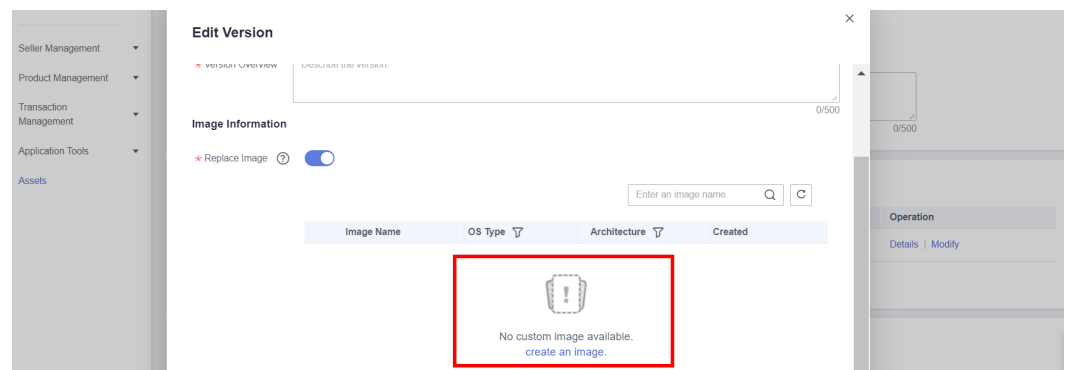 Seller Management
Product Management
Transaction
Management
Application Tools
Assets
Edit Version
* Version Overview
Describe the version.
0/500
Image Information
* Replace Image ?
Enter an image name.
Image Name OS Type Architecture Created
No custom image available.
create an image.
0/500
Operation
Details | Modify